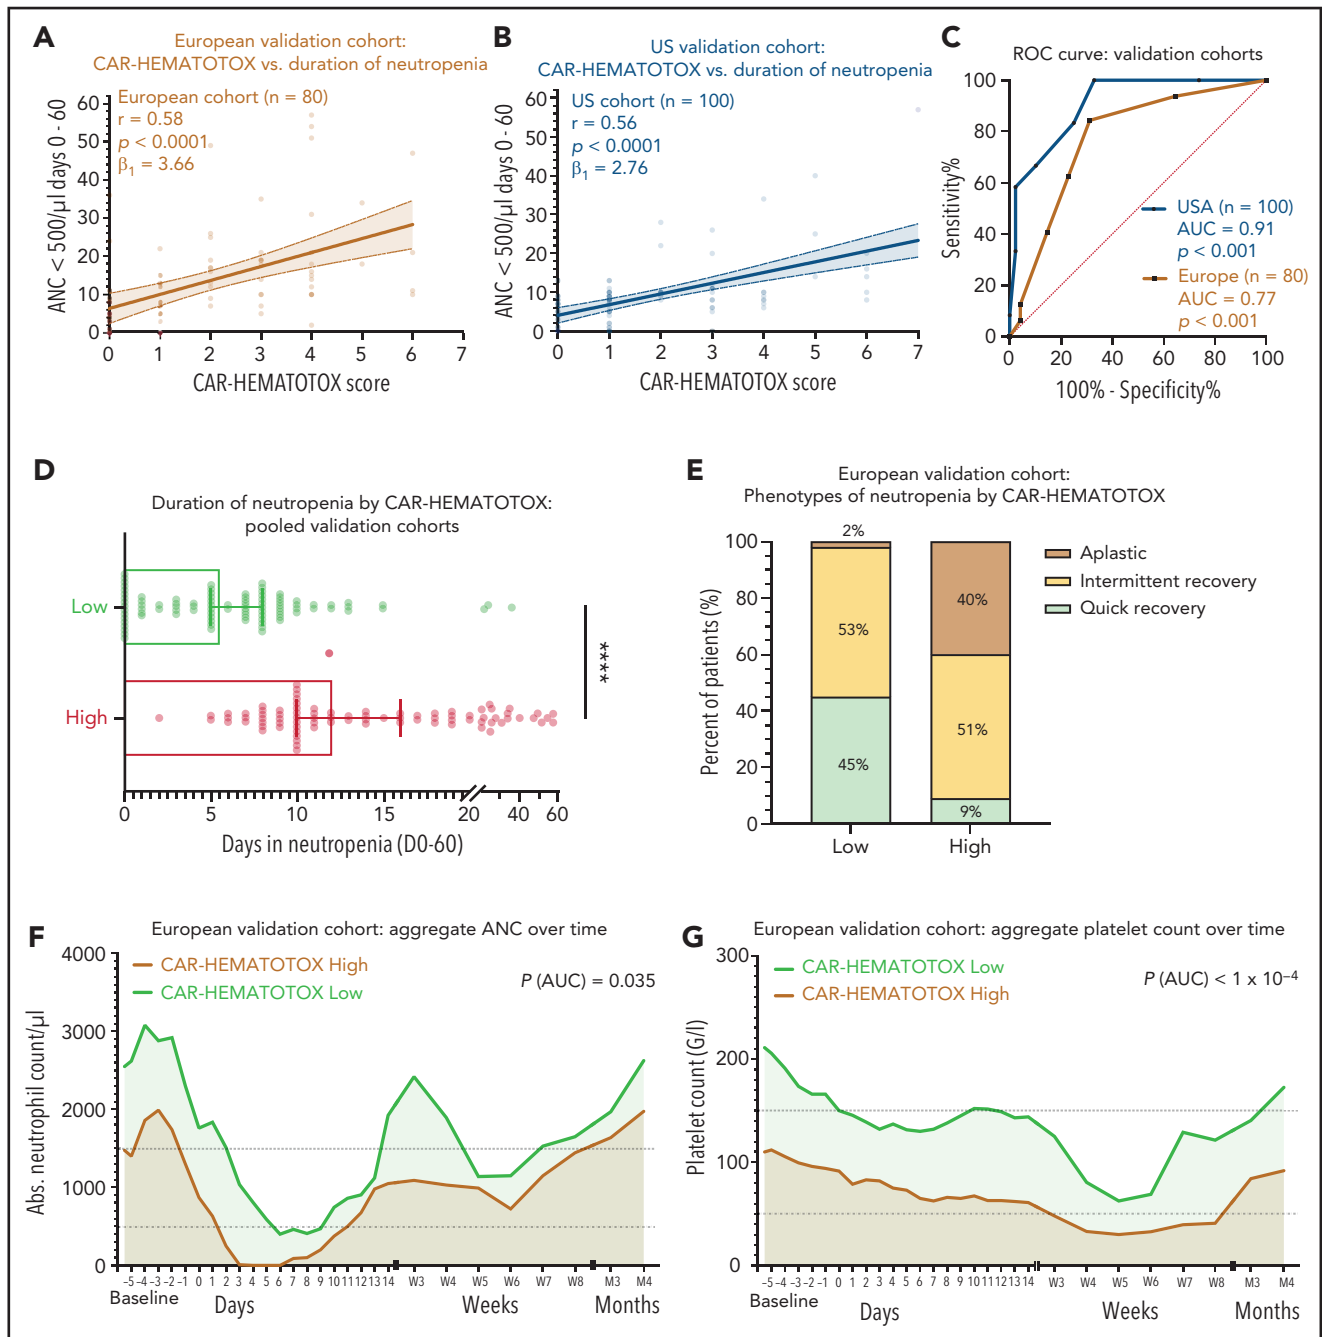 A
European validation cohort:
CAR-HEMATOTOX vs. duration of neutropenia
European cohort (n = 80)
r = 0.58
p < 0.0001
β1 = 3.66
ANC < 500/µl days 0 - 60
60
50
40
30
20
10
0
0 1 2 3 4 5 6 7
CAR-HEMATOTOX score
B
US validation cohort:
CAR-HEMATOTOX vs. duration of neutropenia
US cohort (n = 100)
r = 0.56
p < 0.0001
β1 = 2.76
ANC < 500/µl days 0 - 60
60
50
40
30
20
10
0
0 1 2 3 4 5 6 7
CAR-HEMATOTOX score
C
ROC curve: validation cohorts
Sensitivity%
100
80
60
40
20
0
USA (n = 100)
AUC = 0.91
p < 0.001
Europe (n = 80)
AUC = 0.77
p < 0.001
0 20 40 60 80 100
100% - Specificity%
D
Duration of neutropenia by CAR-HEMATOTOX:
pooled validation cohorts
Low
High
****
0 5 10 15 20 40 60
Days in neutropenia (D0-60)
E
European validation cohort:
Phenotypes of neutropenia by CAR-HEMATOTOX
Percent of patients (%)
100
80
60
40
20
0
2%
53%
45%
40%
51%
9%
Low High
Aplastic
Intermittent recovery
Quick recovery
F
European validation cohort: aggregate ANC over time
CAR-HEMATOTOX High
CAR-HEMATOTOX Low
P (AUC) = 0.035
Abs. neutrophil count/µl
4000
3000
2000
1000
0
–5 –4 –3 –2 –1 0 1 2 3 4 5 6 7 8 9 10 11 12 13 14 W3 W4 W5 W6 W7 W8 M3 M4
Baseline Days Weeks Months
G
European validation cohort: aggregate platelet count over time
CAR-HEMATOTOX Low
CAR-HEMATOTOX High
P (AUC) < 1 x 10–4
Platelet count (G/l)
300
200
100
0
–5 –4 –3 –2 –1 0 1 2 3 4 5 6 7 8 9 10 11 12 13 14 W3 W4 W5 W6 W7 W8 M3 M4
Baseline Days Weeks Months